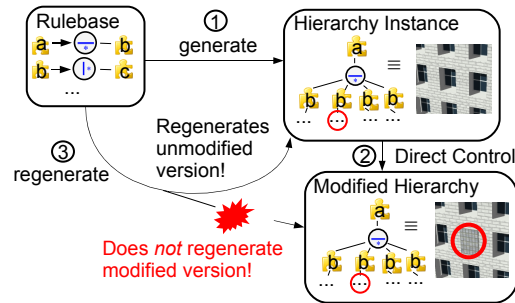 Rulebase
a b
b c
...
① generate
Hierarchy Instance
a
≡
b b b b
... ... ... ...
③ regenerate
Regenerates
unmodified
version!
② Direct Control
Does not regenerate
modified version!
Modified Hierarchy
a
≡
b b b b
... ... ... ...